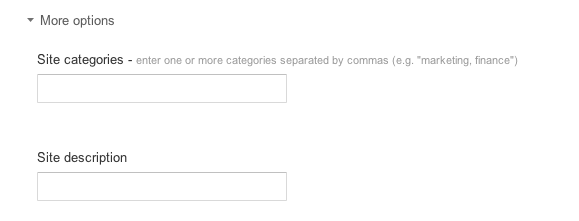 More options
Site categories - enter one or more categories separated by commas (e.g. "marketing, finance")
Site description